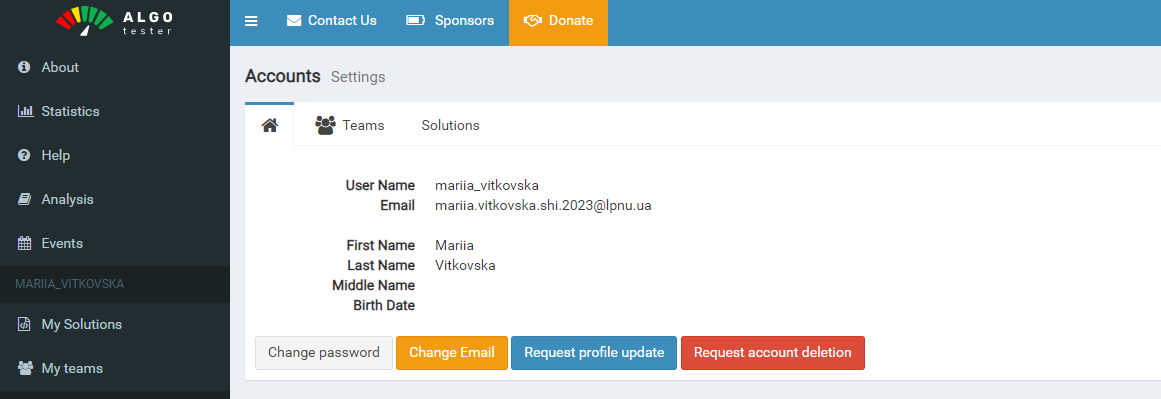 ALGO
tester
Contact Us
Sponsors
Donate
About
Statistics
Help
Analysis
Events
MARIIA_VITKOVSKA
My Solutions
My teams
Accounts Settings
Teams
Solutions
User Name mariia_vitkovska
Email mariia.vitkovska.shi.2023@lpnu.ua
First Name Mariia
Last Name Vitkovska
Middle Name
Birth Date
Change password
Change Email
Request profile update
Request account deletion